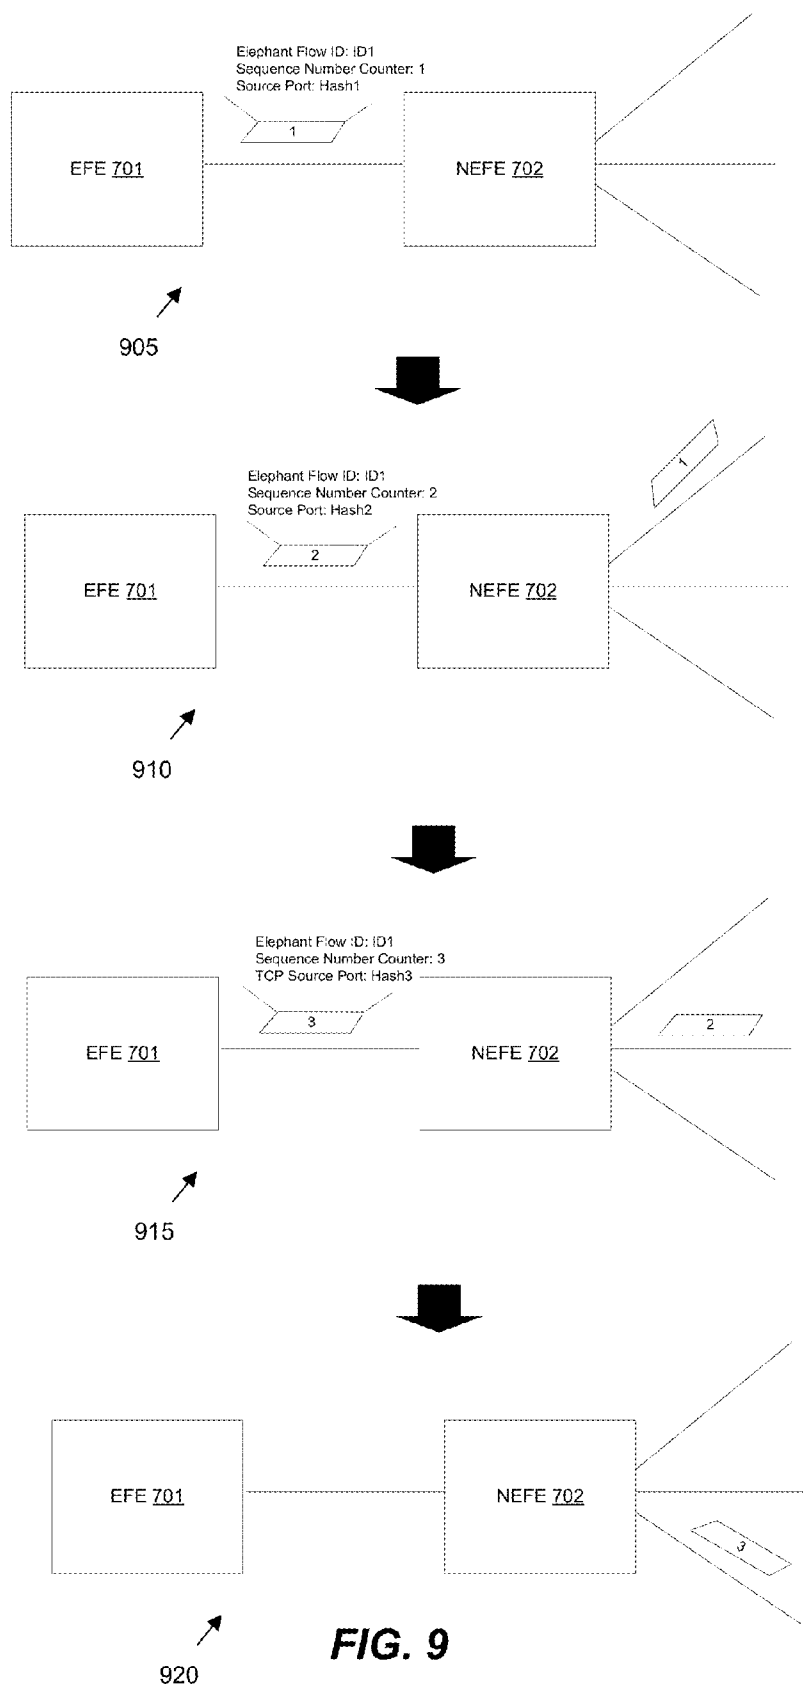 Elephant Flow ID: ID1
Sequence Number Counter: 1
Source Port: Hash1
1
EFE 701
NEFE 702
905
1
Elephant Flow ID: ID1
Sequence Number Counter: 2
Source Port: Hash2
2
EFE 701
NEFE 702
910
Elephant Flow ID: ID1
Sequence Number Counter: 3
TCP Source Port: Hash3
3
2
EFE 701
NEFE 702
915
EFE 701
NEFE 702
3
FIG. 9
920